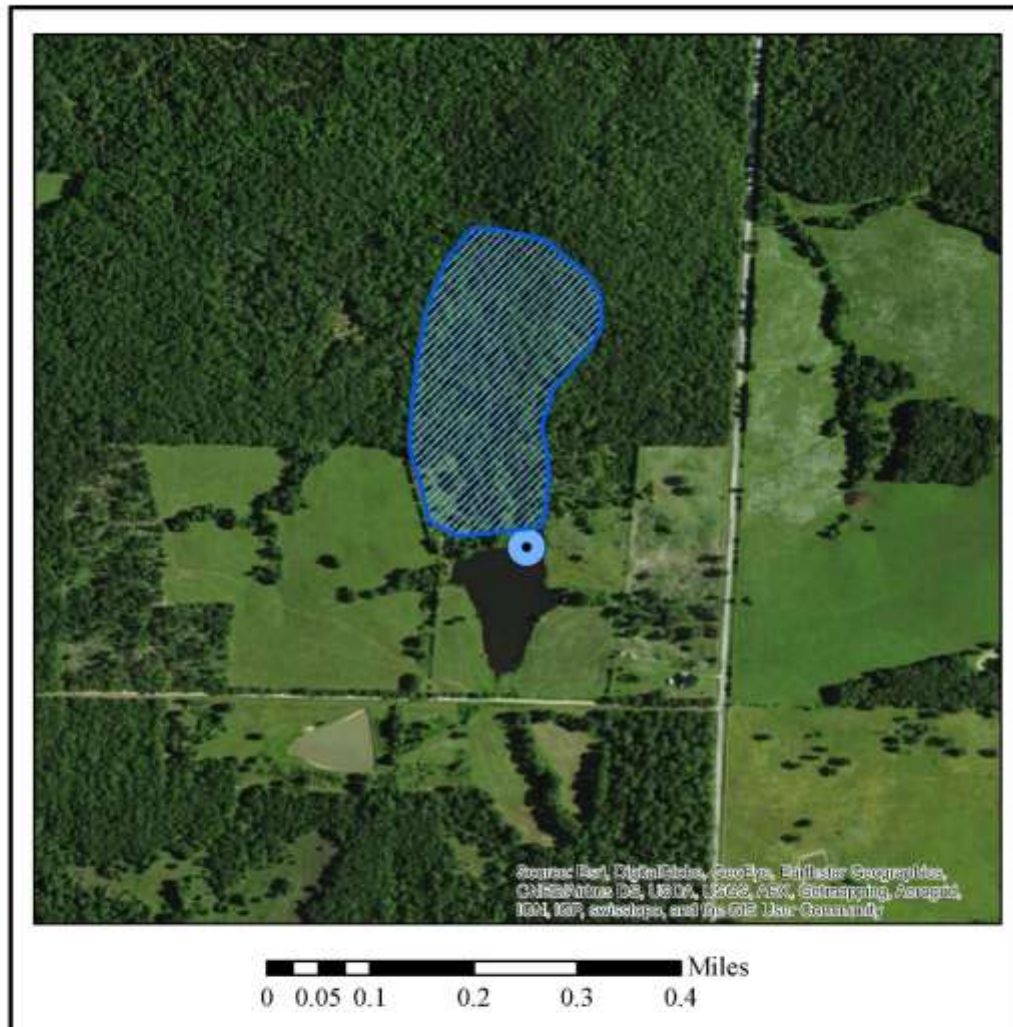 Source: Esri, DigitalGlobe, GeoEye, Earthstar Geographics,
CNES/Airbus DS, USDA, USGS, AEX, Getmapping, Aerogrid,
IGN, IGP, swisstopo, and the GIS User Community
Miles
0 0.05 0.1 0.2 0.3 0.4